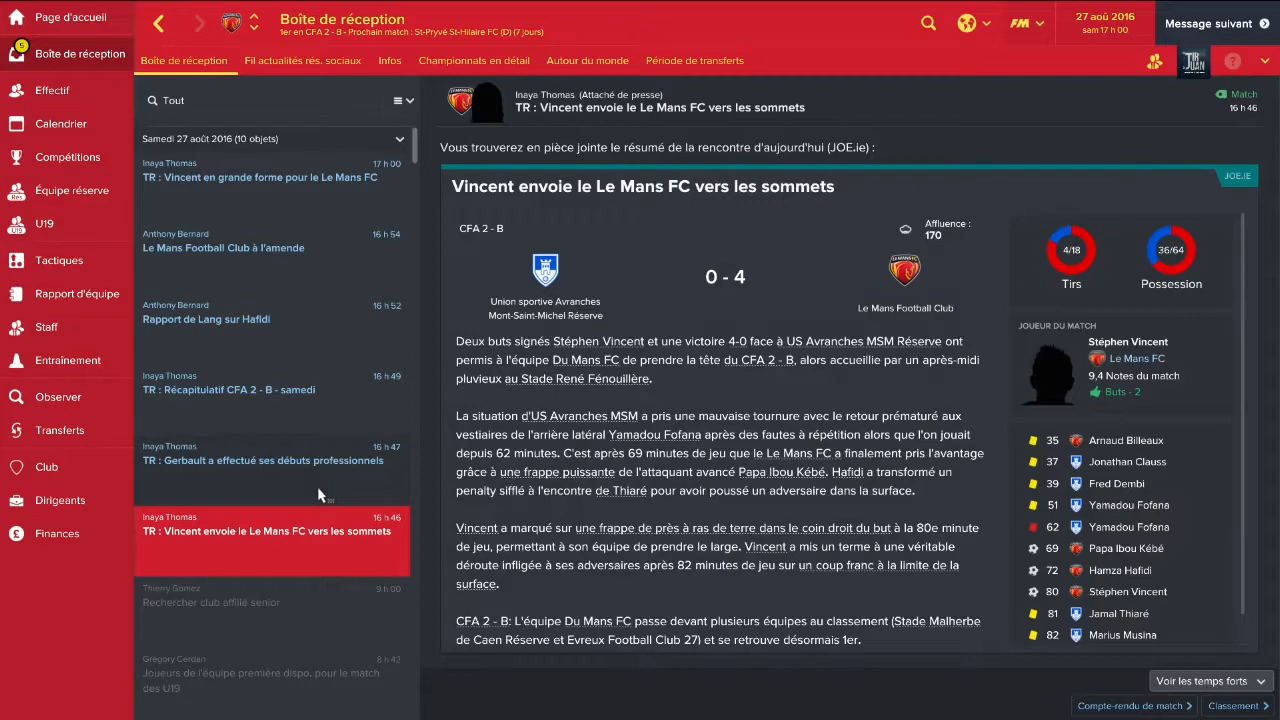 Page d'accueil
5
Boîte de réception
Effectif
Calendrier
Compétitions
Équipe réserve
U19
Tactiques
Rapport d'équipe
Staff
Entraînement
Observer
Transferts
Club
Dirigeants
Finances
Boîte de réception
1er en CFA 2 - B - Prochain match : St-Pryvé St-Hilaire FC (D) (7 jours)
FM
27 aoû 2016
sam 17 h 00
Message suivant
Boîte de réception Fil actualités rés. sociaux Infos Championnats en détail Autour du monde Période de transferts
Tout
Samedi 27 août 2016 (10 objets)
Inaya Thomas 17 h 00
TR : Vincent en grande forme pour le Le Mans FC
Anthony Bernard 16 h 54
Le Mans Football Club à l'amende
Anthony Bernard 16 h 52
Rapport de Lang sur Hafidi
Inaya Thomas 16 h 49
TR : Récapitulatif CFA 2 - B - samedi
Inaya Thomas 16 h 47
TR : Gerbault a effectué ses débuts professionnels
Inaya Thomas 16 h 46
TR : Vincent envoie le Le Mans FC vers les sommets
Thierry Gomez 9 h 00
Rechercher club affilié senior
Grégory Cerdan 8 h 42
Joueurs de l'équipe première dispo. pour le match
des U19
Inaya Thomas (Attaché de presse)
TR : Vincent envoie le Le Mans FC vers les sommets
Match
16 h 46
Vous trouverez en pièce jointe le résumé de la rencontre d'aujourd'hui (JOE.ie) :
JOE.IE
Vincent envoie le Le Mans FC vers les sommets
CFA 2 - B
Affluence :
170
0 - 4
Union sportive Avranches
Mont-Saint-Michel Réserve
Le Mans Football Club
Deux buts signés Stéphen Vincent et une victoire 4-0 face à US Avranches MSM Réserve ont
permis à l'équipe Du Mans FC de prendre la tête du CFA 2 - B, alors accueillie par un après-midi
pluvieux au Stade René Fénouillère.
La situation d'US Avranches MSM a pris une mauvaise tournure avec le retour prématuré aux
vestiaires de l'arrière latéral Yamadou Fofana après des fautes à répétition alors que l'on jouait
depuis 62 minutes. C'est après 69 minutes de jeu que le Le Mans FC a finalement pris l'avantage
grâce à une frappe puissante de l'attaquant avancé Papa Ibou Kébé. Hafidi a transformé un
penalty sifflé à l'encontre de Thiaré pour avoir poussé un adversaire dans la surface.
Vincent a marqué sur une frappe de près à ras de terre dans le coin droit du but à la 80e minute
de jeu, permettant à son équipe de prendre le large. Vincent a mis un terme à une véritable
déroute infligée à ses adversaires après 82 minutes de jeu sur un coup franc à la limite de la
surface.
CFA 2 - B: L'équipe Du Mans FC passe devant plusieurs équipes au classement (Stade Malherbe
de Caen Réserve et Evreux Football Club 27) et se retrouve désormais 1er.
4/18
Tirs
36/64
Possession
JOUEUR DU MATCH
Stéphen Vincent
Le Mans FC
9,4 Notes du match
Buts - 2
35 Arnaud Billeaux
37 Jonathan Clauss
39 Fred Dembi
51 Yamadou Fofana
62 Yamadou Fofana
69 Papa Ibou Kébé
72 Hamza Hafidi
80 Stéphen Vincent
81 Jamal Thiaré
82 Marius Musina
Voir les temps forts
Compte-rendu de match
Classement